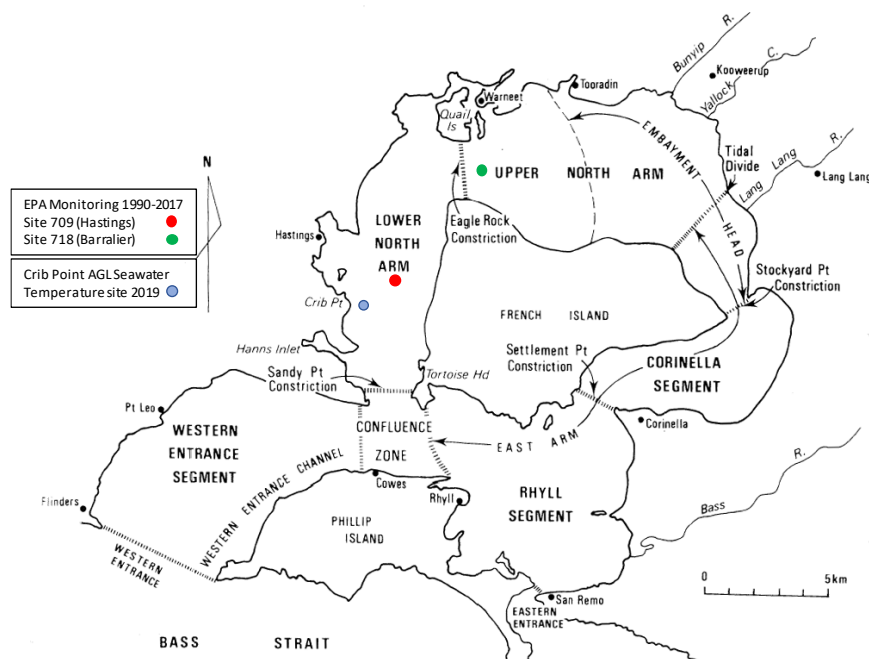 Bunyip R.
Kooweerup
Yallock C.
Tooradin
Warneet
Quail
Is
EMBAYMENT
HEAD
Tidal
Divide
Lang Lang R.
Lang Lang
N
EPA Monitoring 1990-2017
Site 709 (Hastings)
Site 718 (Barralier)
Crib Point AGL Seawater
Temperature site 2019
UPPER NORTH ARM
Eagle Rock
Constriction
LOWER
NORTH
ARM
Hastings
Crib Pt
Stockyard Pt
Constriction
FRENCH ISLAND
Hanns Inlet
Sandy Pt
Constriction
Tortoise Hd
Settlement Pt
Constriction
CORINELLA
SEGMENT
Corinella
Pt Leo
WESTERN
ENTRANCE
SEGMENT
CONFLUENCE
ZONE
EAST ARM
WESTERN ENTRANCE CHANNEL
Cowes
Rhyll
RHYLL
SEGMENT
Bass R.
Flinders
WESTERN
ENTRANCE
PHILLIP
ISLAND
0 5km
San Remo
EASTERN
ENTRANCE
BASS STRAIT